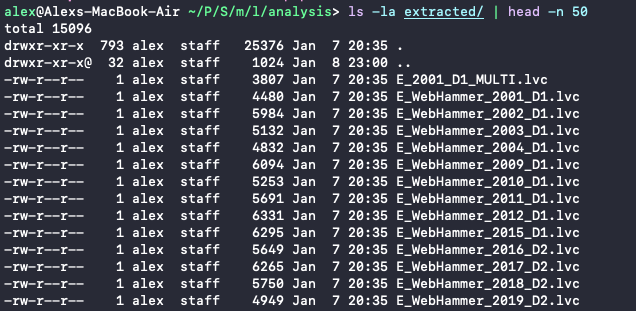 alex@Alexs-MacBook-Air ~/P/S/m/l/analysis> ls -la extracted/ | head -n 50
total 15096
drwxr-xr-x  793 alex  staff   25376 Jan  7 20:35 .
drwxr-xr-x@  32 alex  staff    1024 Jan  8 23:00 ..
-rw-r--r--    1 alex  staff    3807 Jan  7 20:35 E_2001_D1_MULTI.lvc
-rw-r--r--    1 alex  staff    4480 Jan  7 20:35 E_WebHammer_2001_D1.lvc
-rw-r--r--    1 alex  staff    5984 Jan  7 20:35 E_WebHammer_2002_D1.lvc
-rw-r--r--    1 alex  staff    5132 Jan  7 20:35 E_WebHammer_2003_D1.lvc
-rw-r--r--    1 alex  staff    4832 Jan  7 20:35 E_WebHammer_2004_D1.lvc
-rw-r--r--    1 alex  staff    6094 Jan  7 20:35 E_WebHammer_2009_D1.lvc
-rw-r--r--    1 alex  staff    5253 Jan  7 20:35 E_WebHammer_2010_D1.lvc
-rw-r--r--    1 alex  staff    5691 Jan  7 20:35 E_WebHammer_2011_D1.lvc
-rw-r--r--    1 alex  staff    6331 Jan  7 20:35 E_WebHammer_2012_D1.lvc
-rw-r--r--    1 alex  staff    6295 Jan  7 20:35 E_WebHammer_2015_D1.lvc
-rw-r--r--    1 alex  staff    5649 Jan  7 20:35 E_WebHammer_2016_D2.lvc
-rw-r--r--    1 alex  staff    6265 Jan  7 20:35 E_WebHammer_2017_D2.lvc
-rw-r--r--    1 alex  staff    5750 Jan  7 20:35 E_WebHammer_2018_D2.lvc
-rw-r--r--    1 alex  staff    4949 Jan  7 20:35 E_WebHammer_2019_D2.lvc